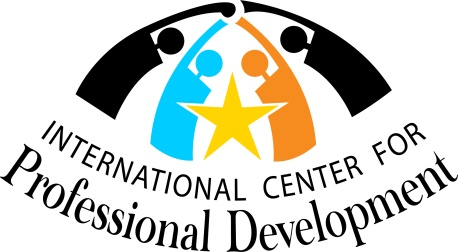 INTERNATIONAL CENTER FOR
Professional Development